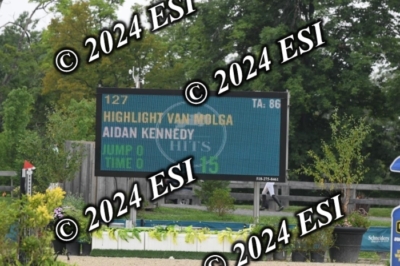 © 2024 ESI
© 2024 ESI
127 TA: 86
HIGHLIGHT VAN MOLGA
AIDAN KENNEDY
HITS
JUMP 0
TIME 0 -15
© 2024 ESI
© 2024 ESI
© 2024 ESI